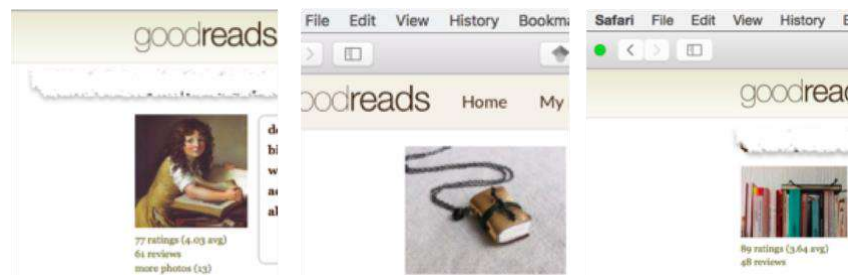 goodreads
77 ratings (4.03 avg)
61 reviews
more photos (13)
File Edit View History Bookma
oodreads Home My
Safari File Edit View History
goodrea
89 ratings (3.64 avg)
48 reviews